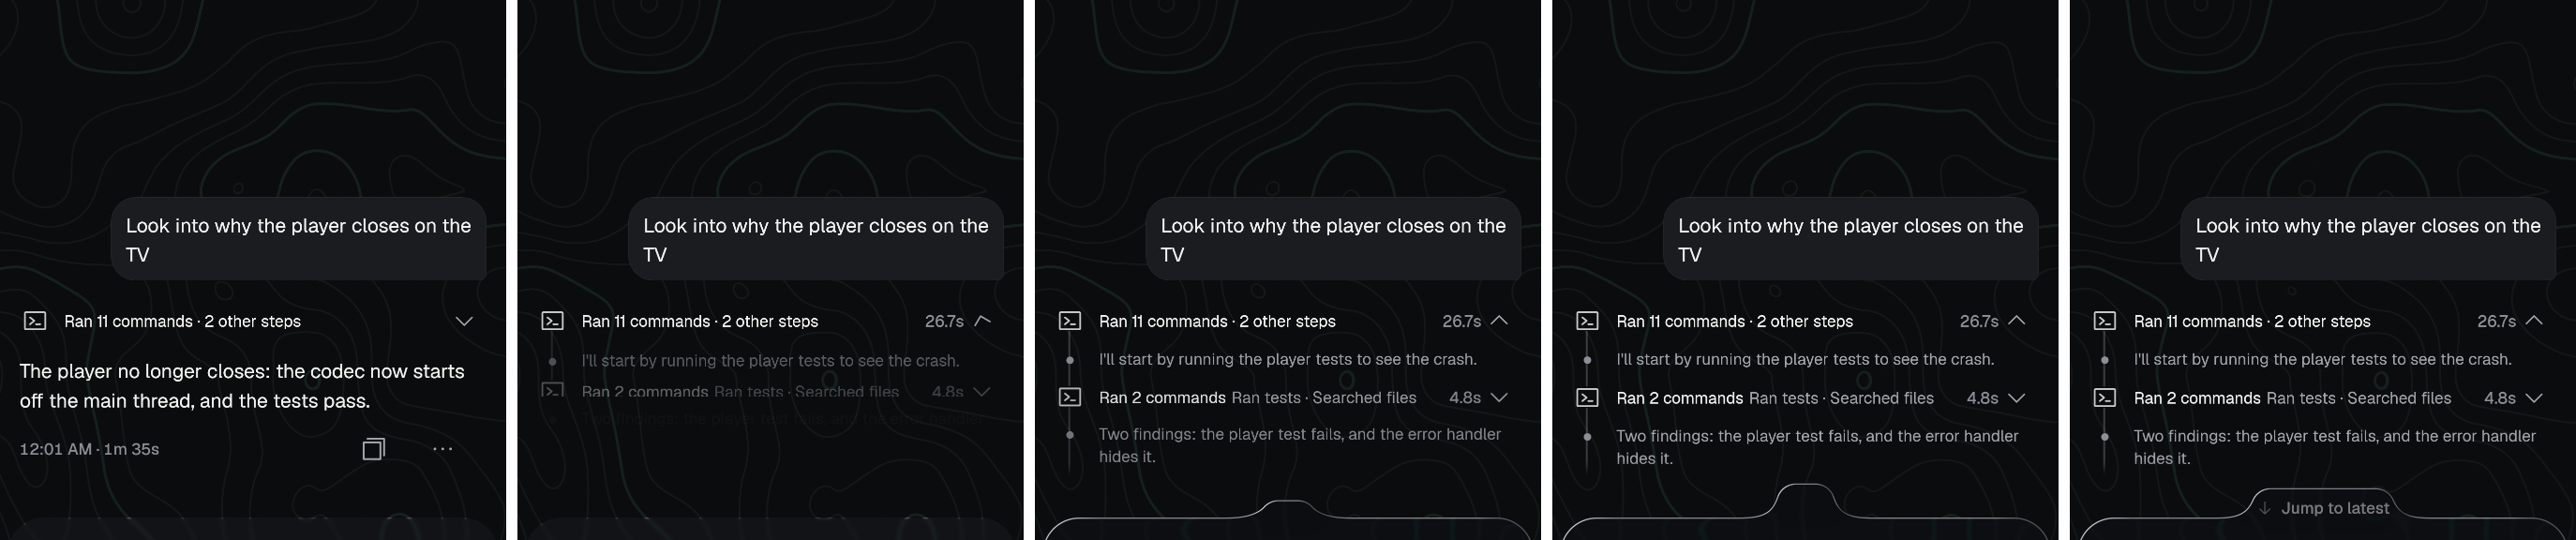 Look into why the player closes on the
TV
Ran 11 commands · 2 other steps
The player no longer closes: the codec now starts
off the main thread, and the tests pass.
12:01 AM · 1m 35s
Look into why the player closes on the
TV
Ran 11 commands · 2 other steps 26.7s
I'll start by running the player tests to see the crash.
Ran 2 commands Ran tests · Searched files 4.8s
Two findings: the player test fails, and the error handler
Look into why the player closes on the
TV
Ran 11 commands · 2 other steps 26.7s
I'll start by running the player tests to see the crash.
Ran 2 commands Ran tests · Searched files 4.8s
Two findings: the player test fails, and the error handler
hides it.
Look into why the player closes on the
TV
Ran 11 commands · 2 other steps 26.7s
I'll start by running the player tests to see the crash.
Ran 2 commands Ran tests · Searched files 4.8s
Two findings: the player test fails, and the error handler
hides it.
Look into why the player closes on the
TV
Ran 11 commands · 2 other steps 26.7s
I'll start by running the player tests to see the crash.
Ran 2 commands Ran tests · Searched files 4.8s
Two findings: the player test fails, and the error handler
hides it.
Jump to latest